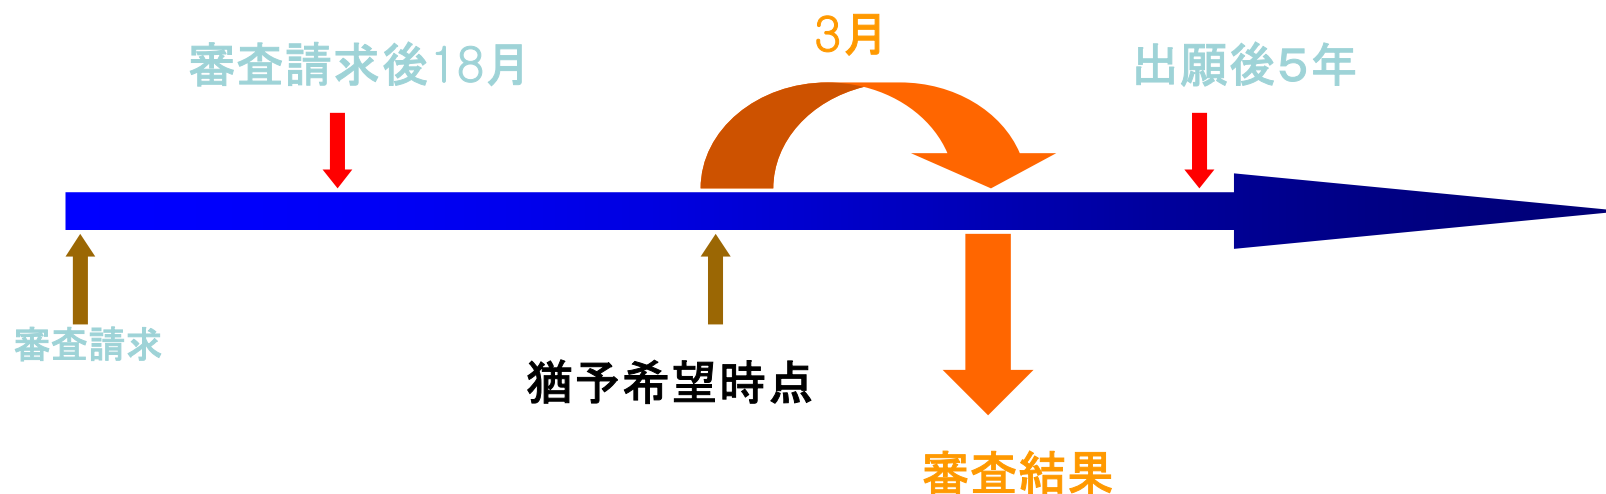 3月
審査請求後18月
出願後５年
審査請求
猶予希望時点
審査結果